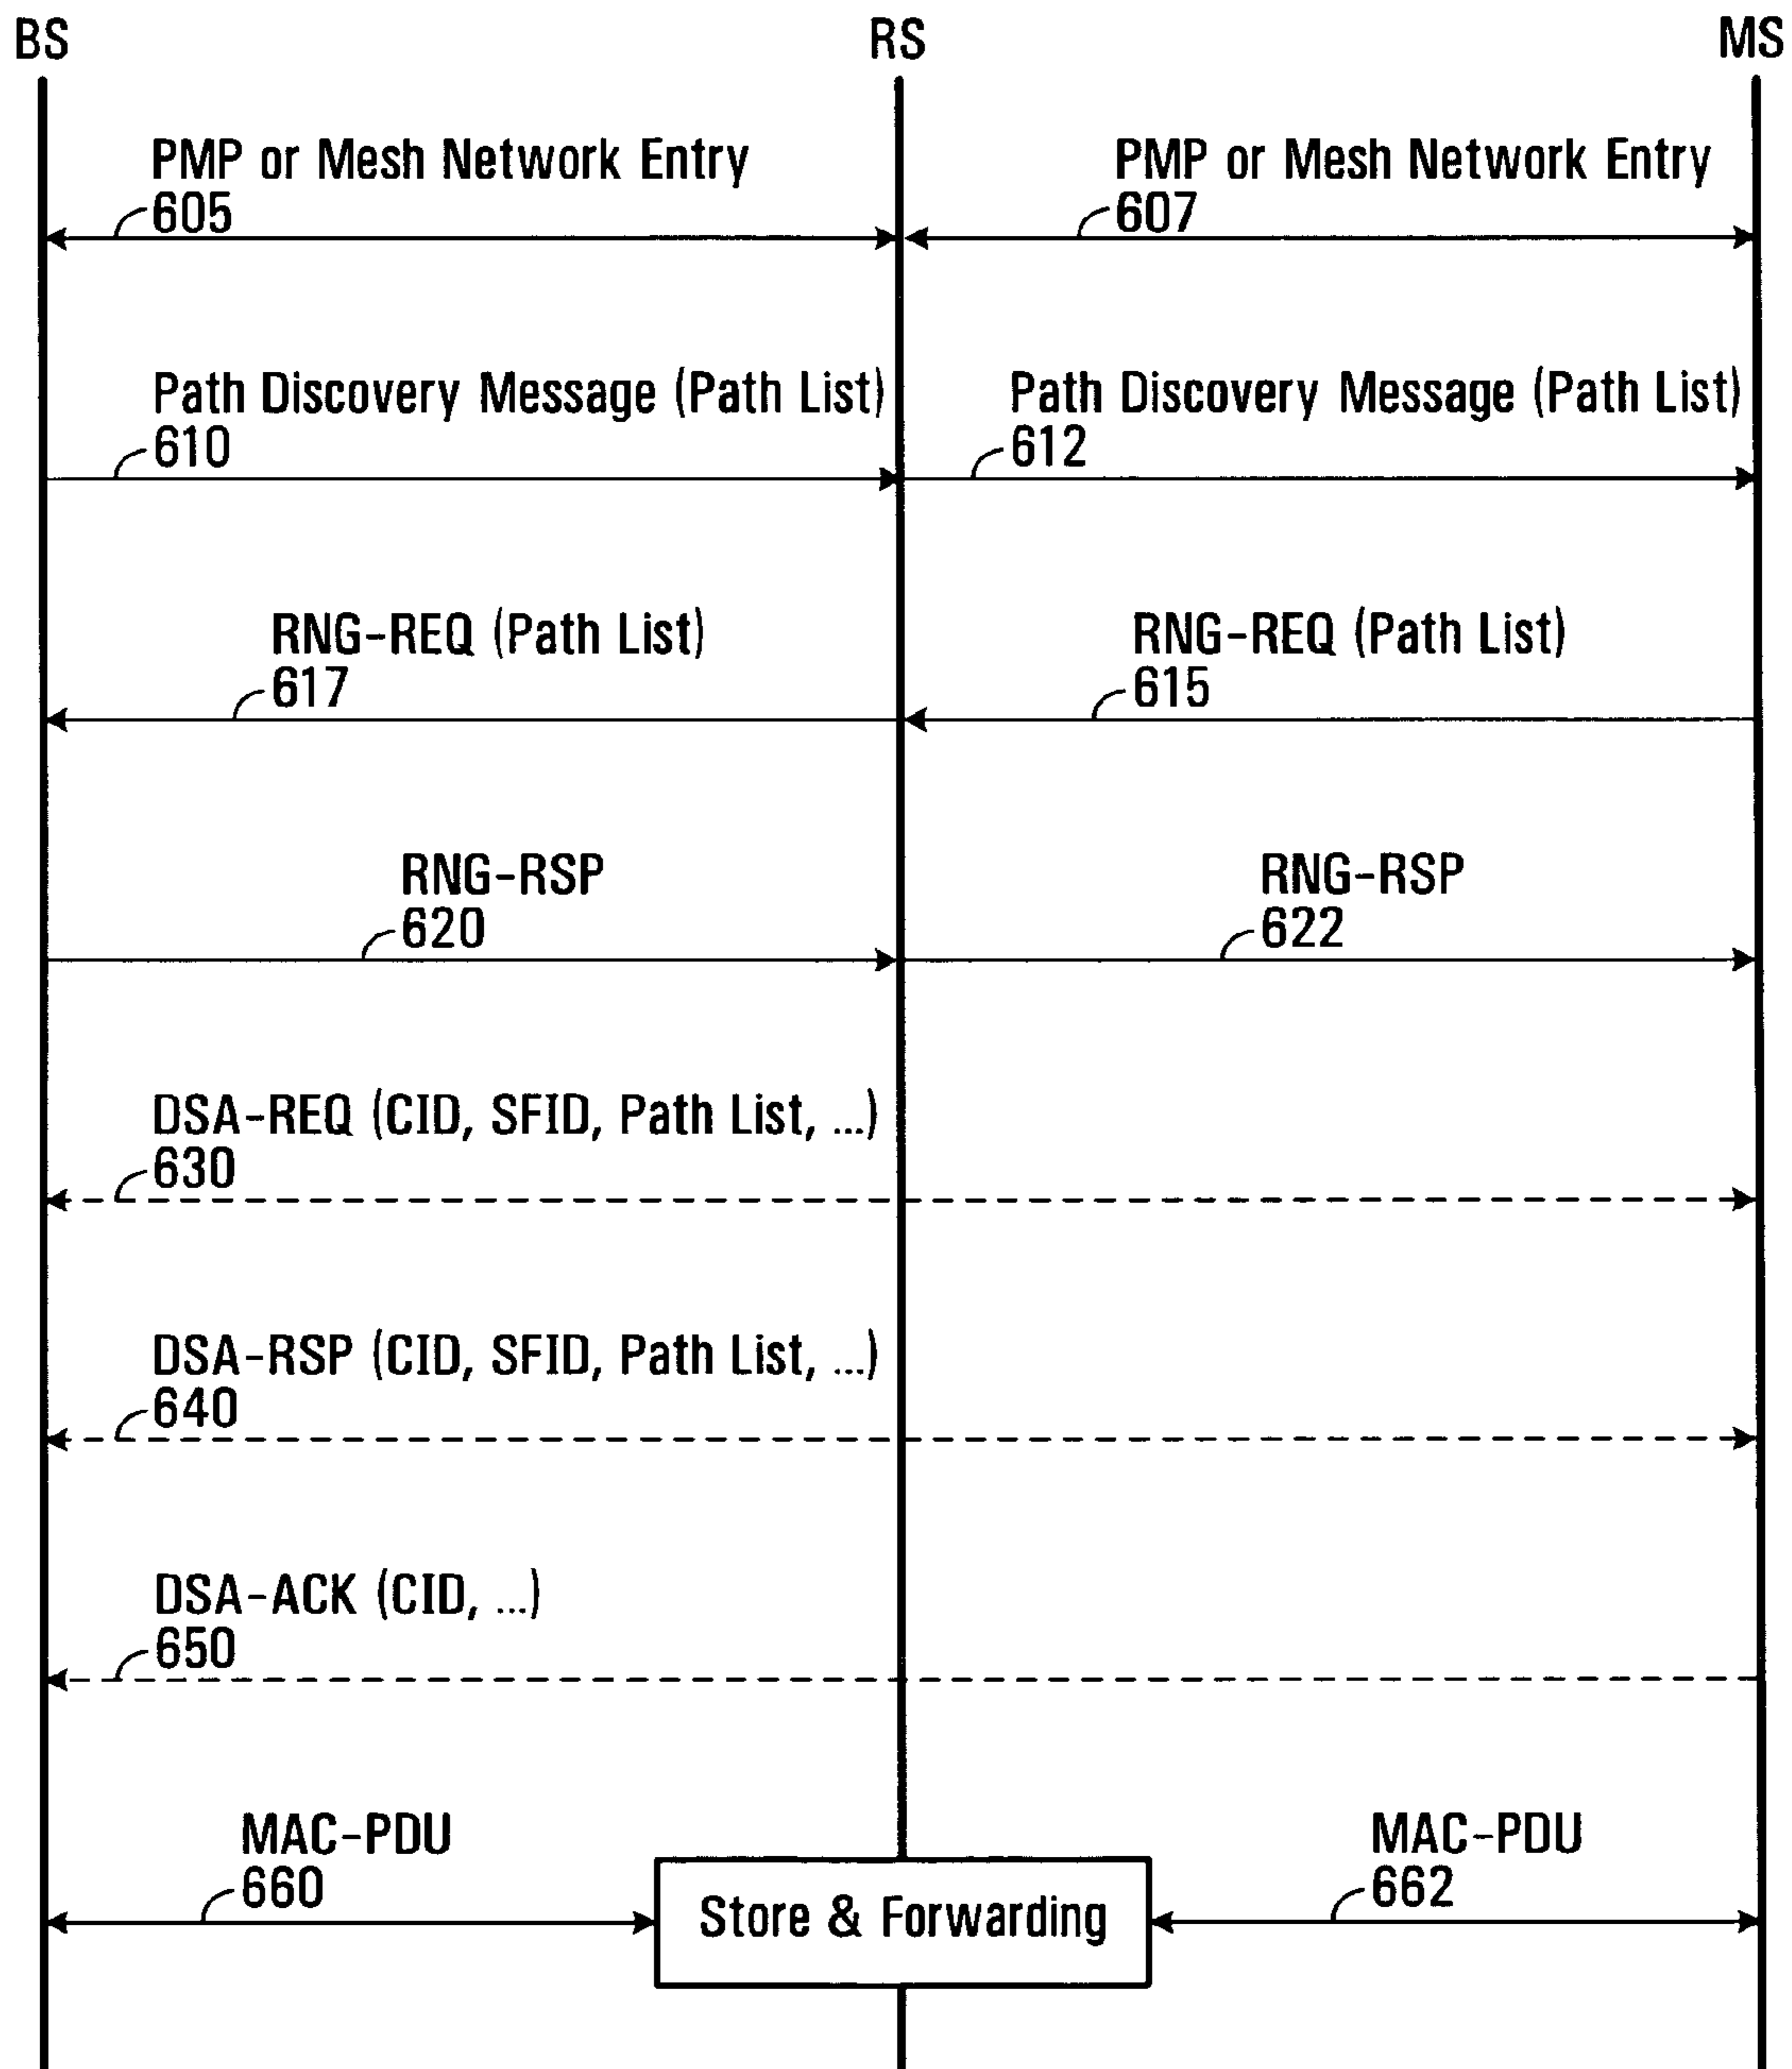 BS RS MS
PMP or Mesh Network Entry
605
PMP or Mesh Network Entry
607
Path Discovery Message (Path List)
610
Path Discovery Message (Path List)
612
RNG-REQ (Path List)
617
RNG-REQ (Path List)
615
RNG-RSP
620
RNG-RSP
622
DSA-REQ (CID, SFID, Path List, ...)
630
DSA-RSP (CID, SFID, Path List, ...)
640
DSA-ACK (CID, ...)
650
MAC-PDU
660
Store & Forwarding
MAC-PDU
662